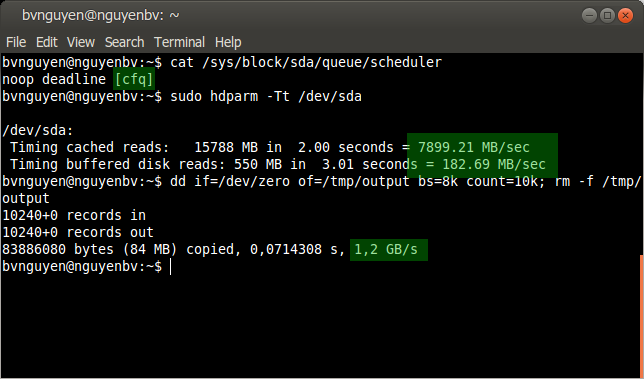 bvnguyen@nguyenbv: ~
File Edit View Search Terminal Help
bvnguyen@nguyenbv:~$ cat /sys/block/sda/queue/scheduler
noop deadline [cfq]
bvnguyen@nguyenbv:~$ sudo hdparm -Tt /dev/sda
/dev/sda:
Timing cached reads:   15788 MB in  2.00 seconds = 7899.21 MB/sec
Timing buffered disk reads: 550 MB in  3.01 seconds = 182.69 MB/sec
bvnguyen@nguyenbv:~$ dd if=/dev/zero of=/tmp/output bs=8k count=10k; rm -f /tmp/
output
10240+0 records in
10240+0 records out
83886080 bytes (84 MB) copied, 0,0714308 s, 1,2 GB/s
bvnguyen@nguyenbv:~$